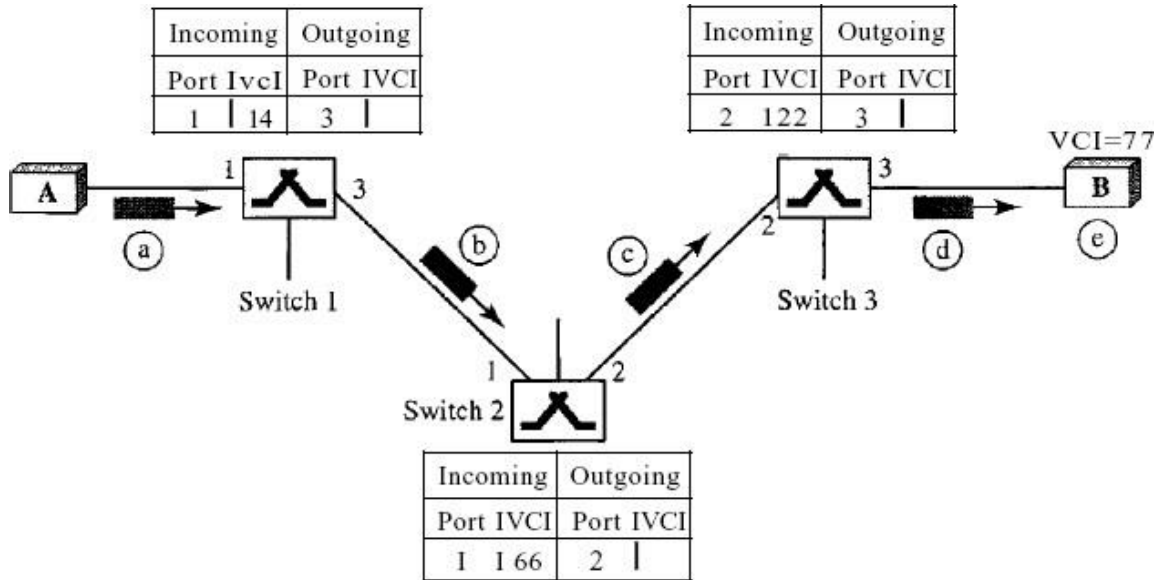 Incoming Outgoing
Port IvcI Port IVCI
1 | 14 3 |
Incoming Outgoing
Port IVCI Port IVCI
2 122 3 |
VCI=77
A
1
3
a
b
Switch 1
c
2
3
d
B
e
Switch 3
1
2
Switch 2
Incoming Outgoing
Port IVCI Port IVCI
I I 66 2 |